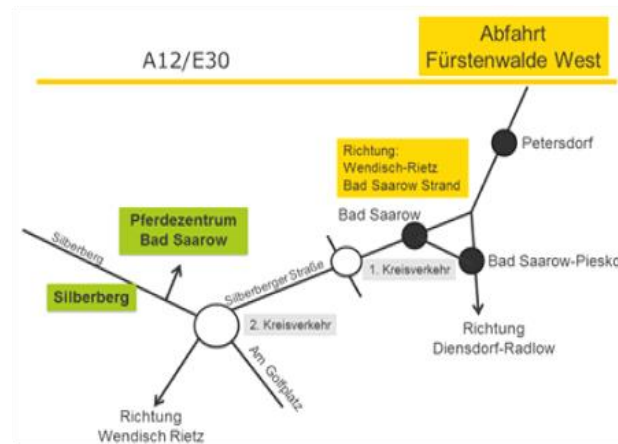 Abfahrt
Fürstenwalde West
A12/E30
Petersdorf
Richtung:
Wendisch-Rietz
Bad Saarow Strand
Bad Saarow
Pferdezentrum
Bad Saarow
Silberberg
Silberberg
Silberberger Straße
1. Kreisverkehr
Bad Saarow-Piesko
2. Kreisverkehr
Am Golfplatz
Richtung
Diensdorf-Radlow
Richtung
Wendisch Rietz